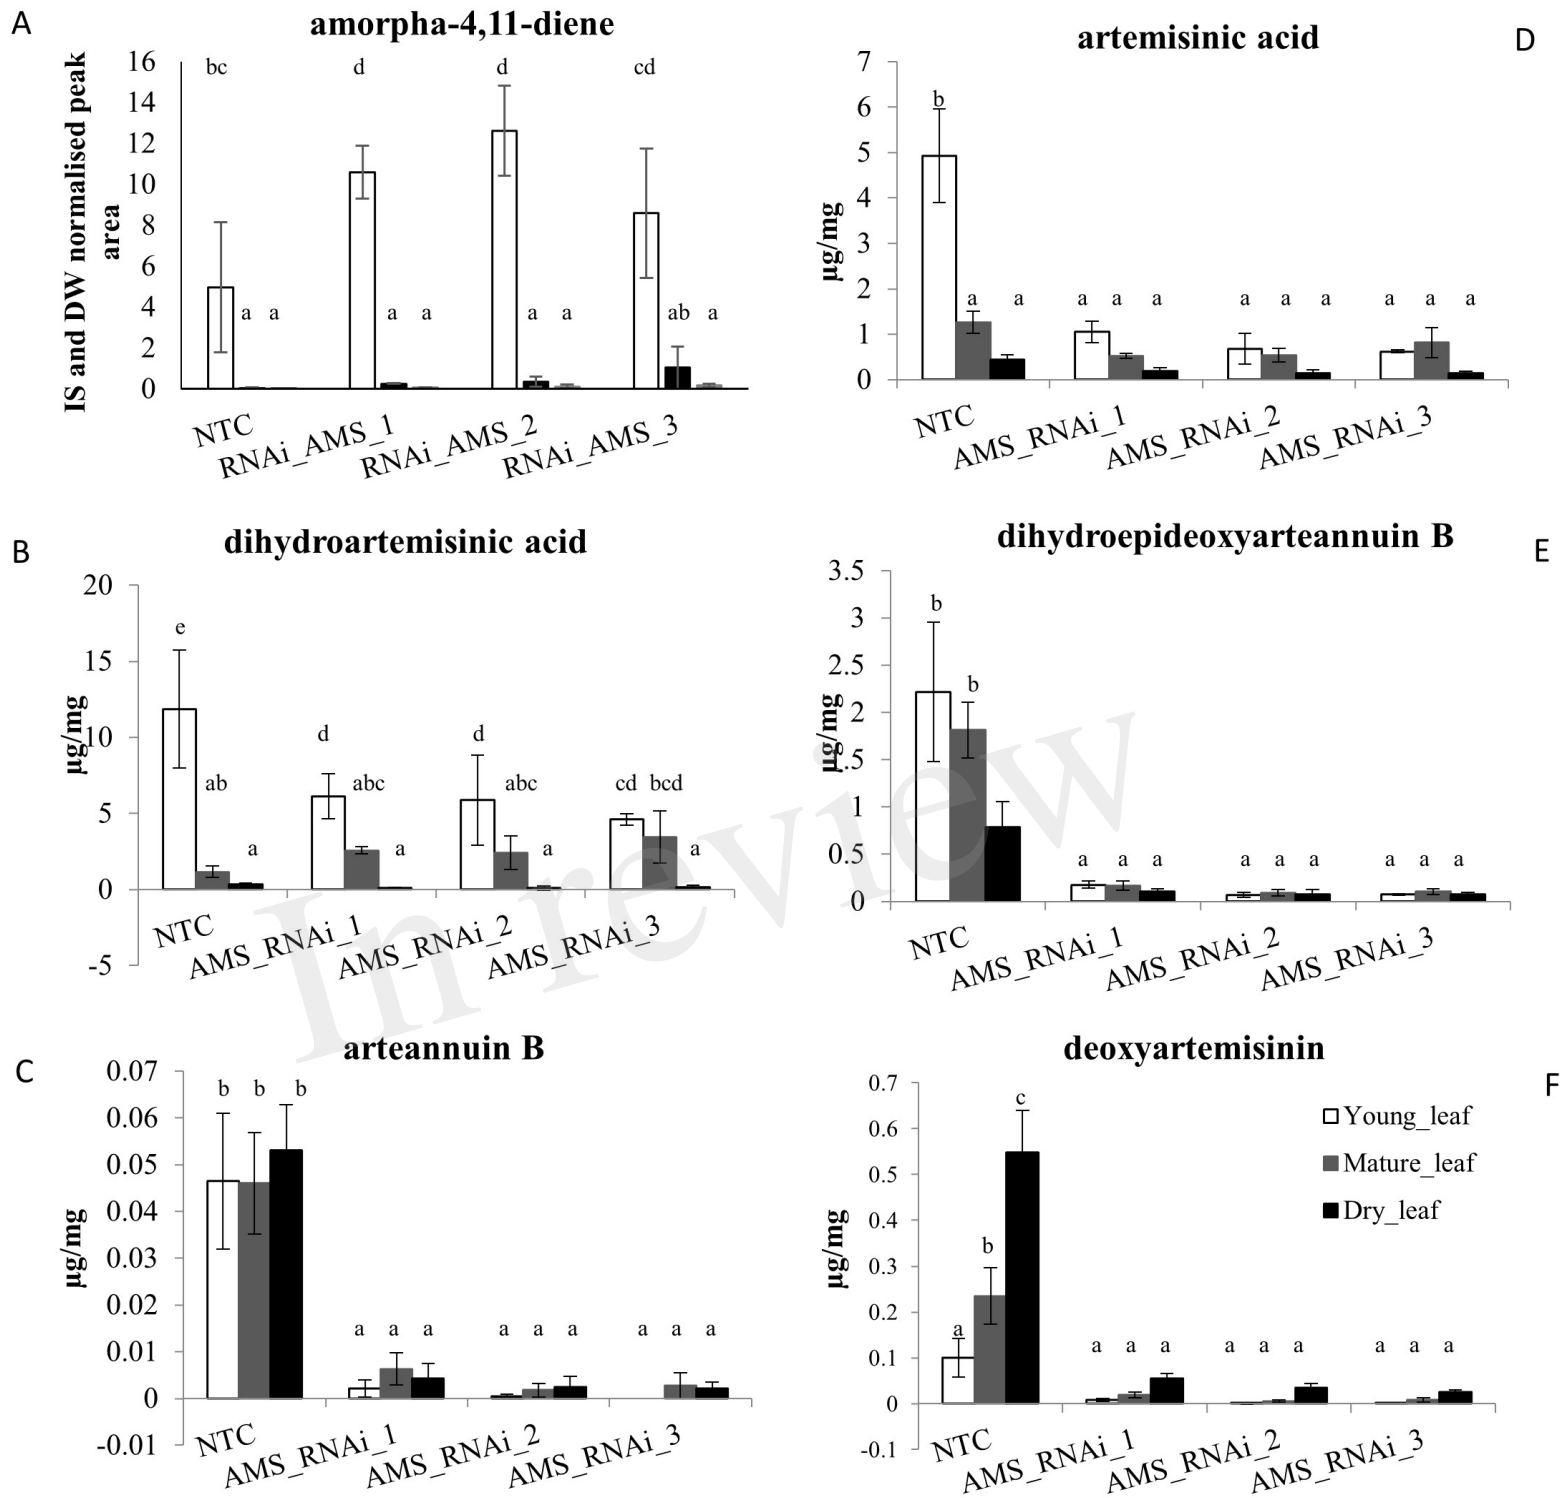 A
amorpha-4,11-diene
IS and DW normalised peak
area
16
14
12
10
8
6
4
2
0
bc
a a
d
a a
d
a a
cd
ab a
NTC
RNAi_AMS_1
RNAi_AMS_2
RNAi_AMS_3
D
artemisinic acid
µg/mg
7
6
5
4
3
2
1
0
b
a a
a a a
a a a
a a a
NTC
AMS_RNAi_1
AMS_RNAi_2
AMS_RNAi_3
B
dihydroartemisinic acid
µg/mg
20
15
10
5
0
-5
e
ab
a
d
abc
a
d
abc
a
cd bcd
a
NTC
AMS_RNAi_1
AMS_RNAi_2
AMS_RNAi_3
E
dihydroepideoxyarteannuin B
µg/mg
3.5
3
2.5
2
1.5
1
0.5
0
b
b
a a a
a a a
a a a
NTC
AMS_RNAi_1
AMS_RNAi_2
AMS_RNAi_3
In review
C
arteannuin B
µg/mg
0.07
0.06
0.05
0.04
0.03
0.02
0.01
0
-0.01
b b b
a a a
a a a
a a a
NTC
AMS_RNAi_1
AMS_RNAi_2
AMS_RNAi_3
F
deoxyartemisinin
µg/mg
0.7
0.6
0.5
0.4
0.3
0.2
0.1
0
-0.1
a
b
c
a a a
a a a
a a a
NTC
AMS_RNAi_1
AMS_RNAi_2
AMS_RNAi_3
Young_leaf
Mature_leaf
Dry_leaf